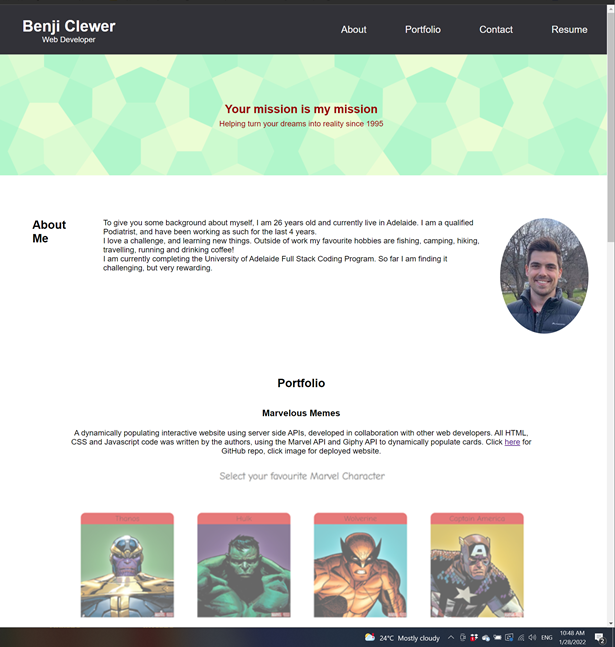 Benji Clewer
Web Developer
About Portfolio Contact Resume
Your mission is my mission
Helping turn your dreams into reality since 1995
About
Me
To give you some background about myself, I am 26 years old and currently live in Adelaide. I am a qualified
Podiatrist, and have been working as such for the last 4 years.
I love a challenge, and learning new things. Outside of work my favourite hobbies are fishing, camping, hiking,
travelling, running and drinking coffee!
I am currently completing the University of Adelaide Full Stack Coding Program. So far I am finding it
challenging, but very rewarding.
Portfolio
Marvelous Memes
A dynamically populating interactive website using server side APIs, developed in collaboration with other web developers. All HTML,
CSS and Javascript code was written by the authors, using the Marvel API and Giphy API to dynamically populate cards. Click here for
GitHub repo, click image for deployed website.
Select your favourite Marvel Character
Thanos Hulk Wolverine Captain America
24°C Mostly cloudy ENG 10:48 AM
1/28/2022
2